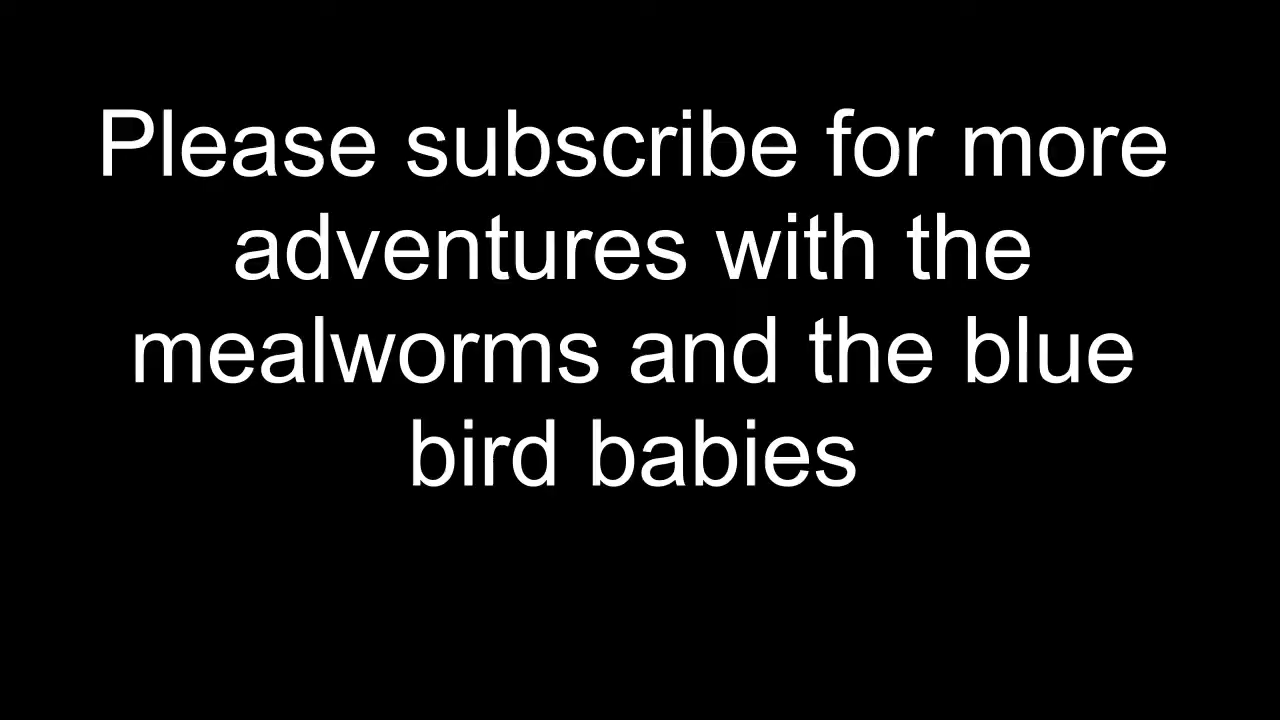 Please subscribe for more
adventures with the
mealworms and the blue
bird babies